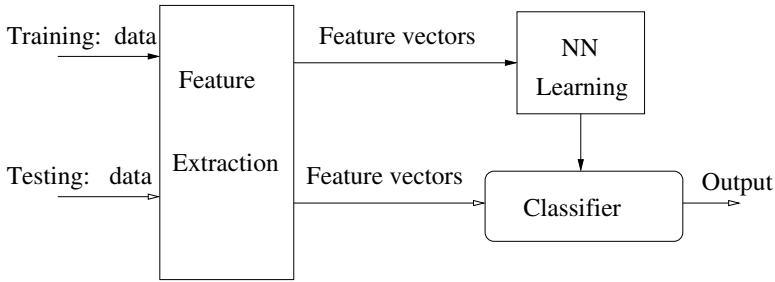 Training: data
Feature vectors
NN
Learning
Feature
Extraction
Testing: data
Feature vectors
Classifier
Output